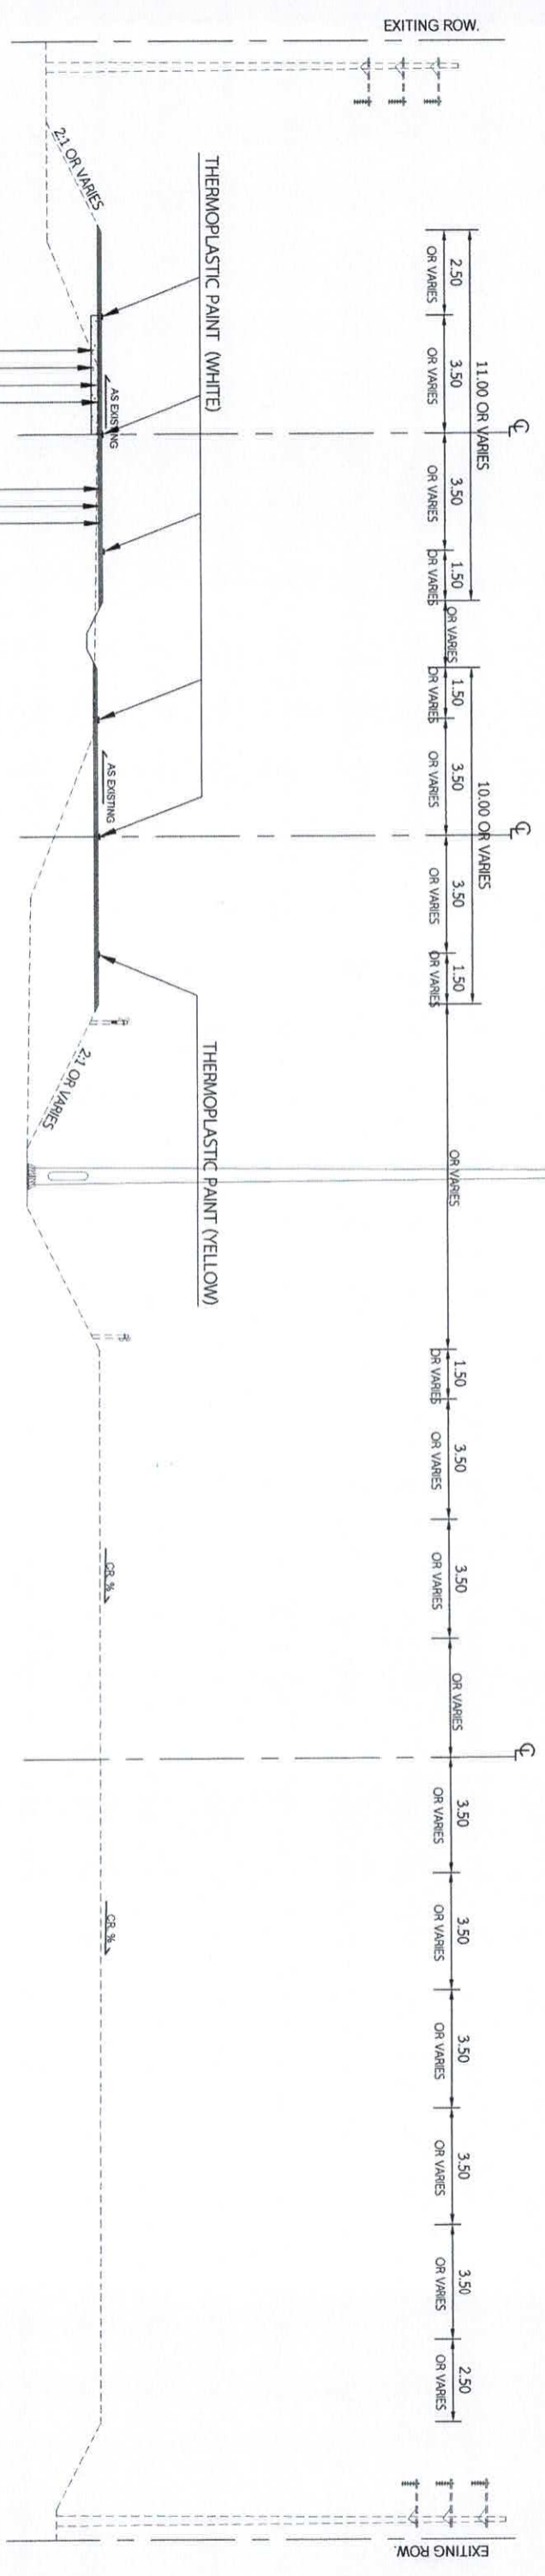 EXITING ROW.
2:1 OR VARIES
THERMOPLASTIC PAINT (WHITE)
AS EXISTING
11.00 OR VARIES
2.50
OR VARIES
3.50
OR VARIES
℄
3.50
OR VARIES
1.50
OR VARIES
OR VARIES
10.00 OR VARIES
1.50
OR VARIES
3.50
OR VARIES
℄
3.50
OR VARIES
1.50
OR VARIES
AS EXISTING
THERMOPLASTIC PAINT (YELLOW)
2:1 OR VARIES
OR VARIES
1.50
OR VARIES
3.50
OR VARIES
3.50
OR VARIES
OR VARIES
℄
CR. %
3.50
OR VARIES
3.50
OR VARIES
CR. %
3.50
OR VARIES
3.50
OR VARIES
3.50
OR VARIES
2.50
OR VARIES
EXITING ROW.